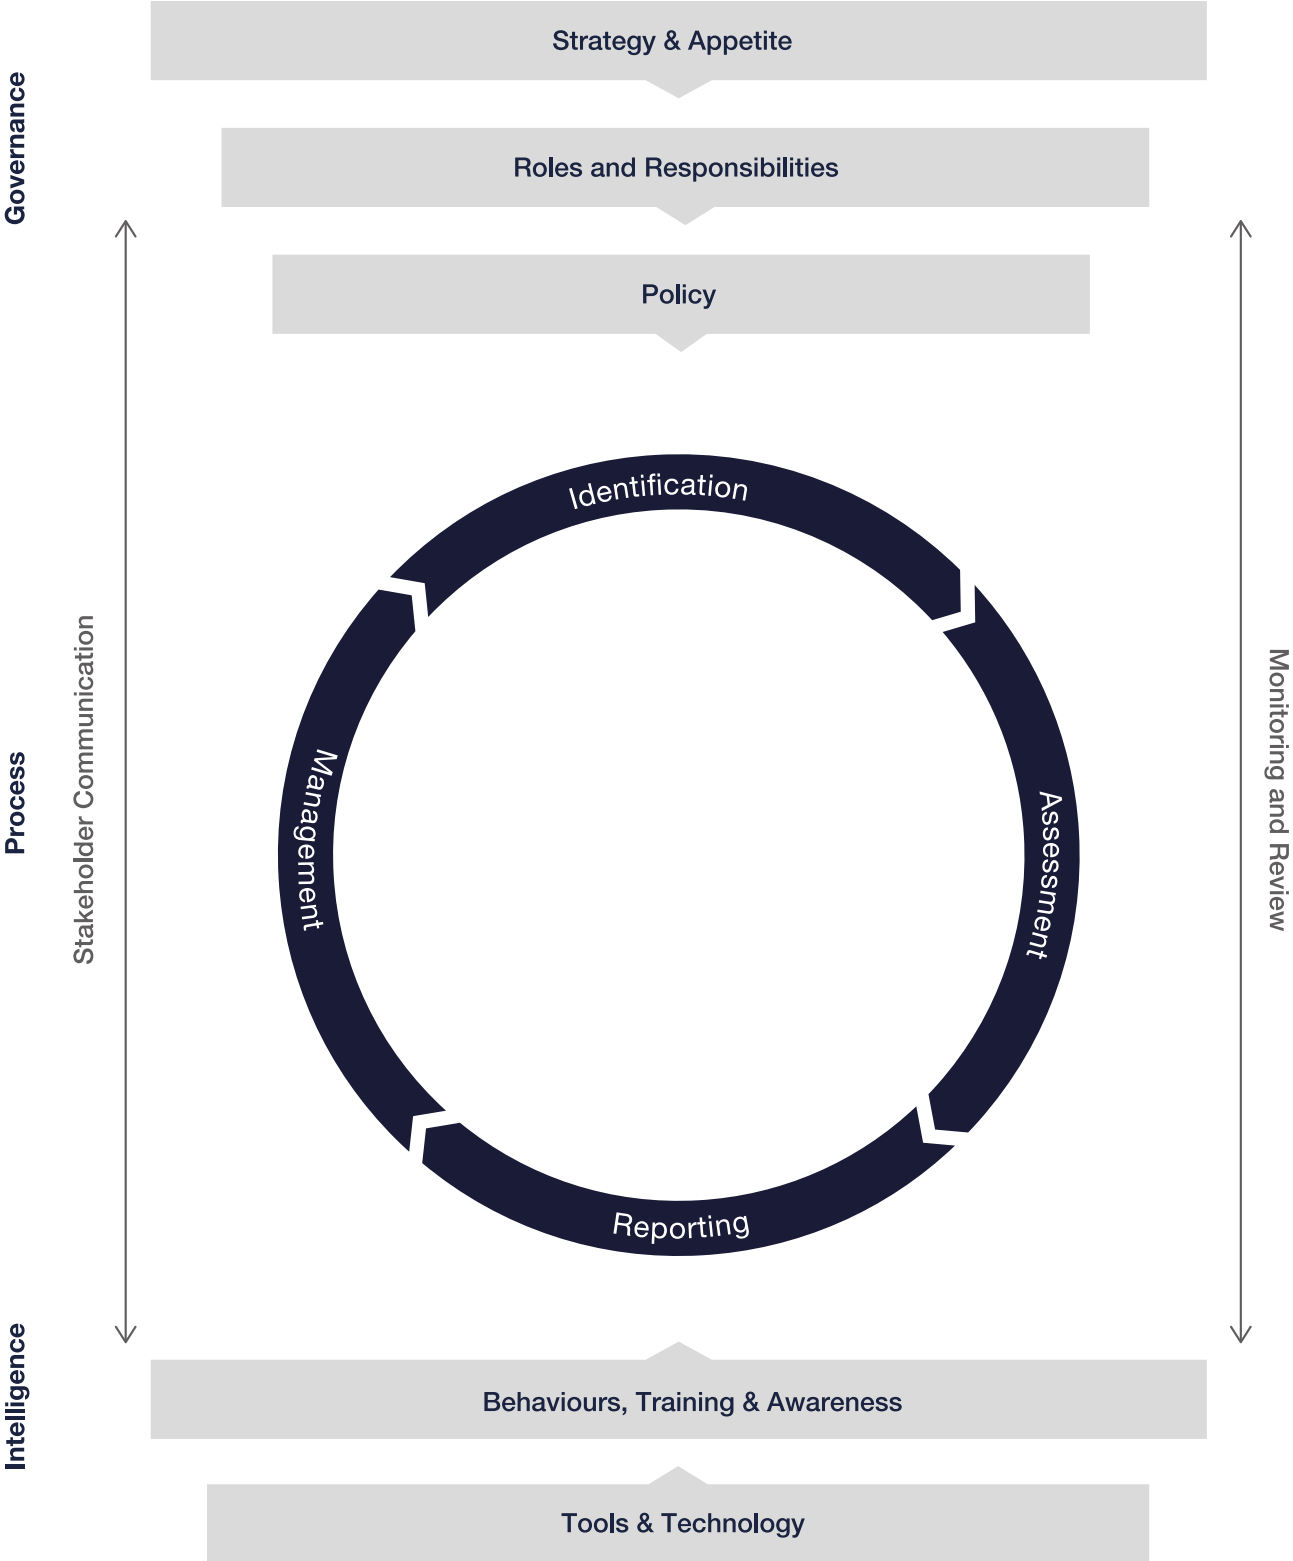 Governance
Strategy & Appetite
Roles and Responsibilities
Policy
Process
Stakeholder Communication
Identification
Assessment
Reporting
Management
Monitoring and Review
Intelligence
Behaviours, Training & Awareness
Tools & Technology